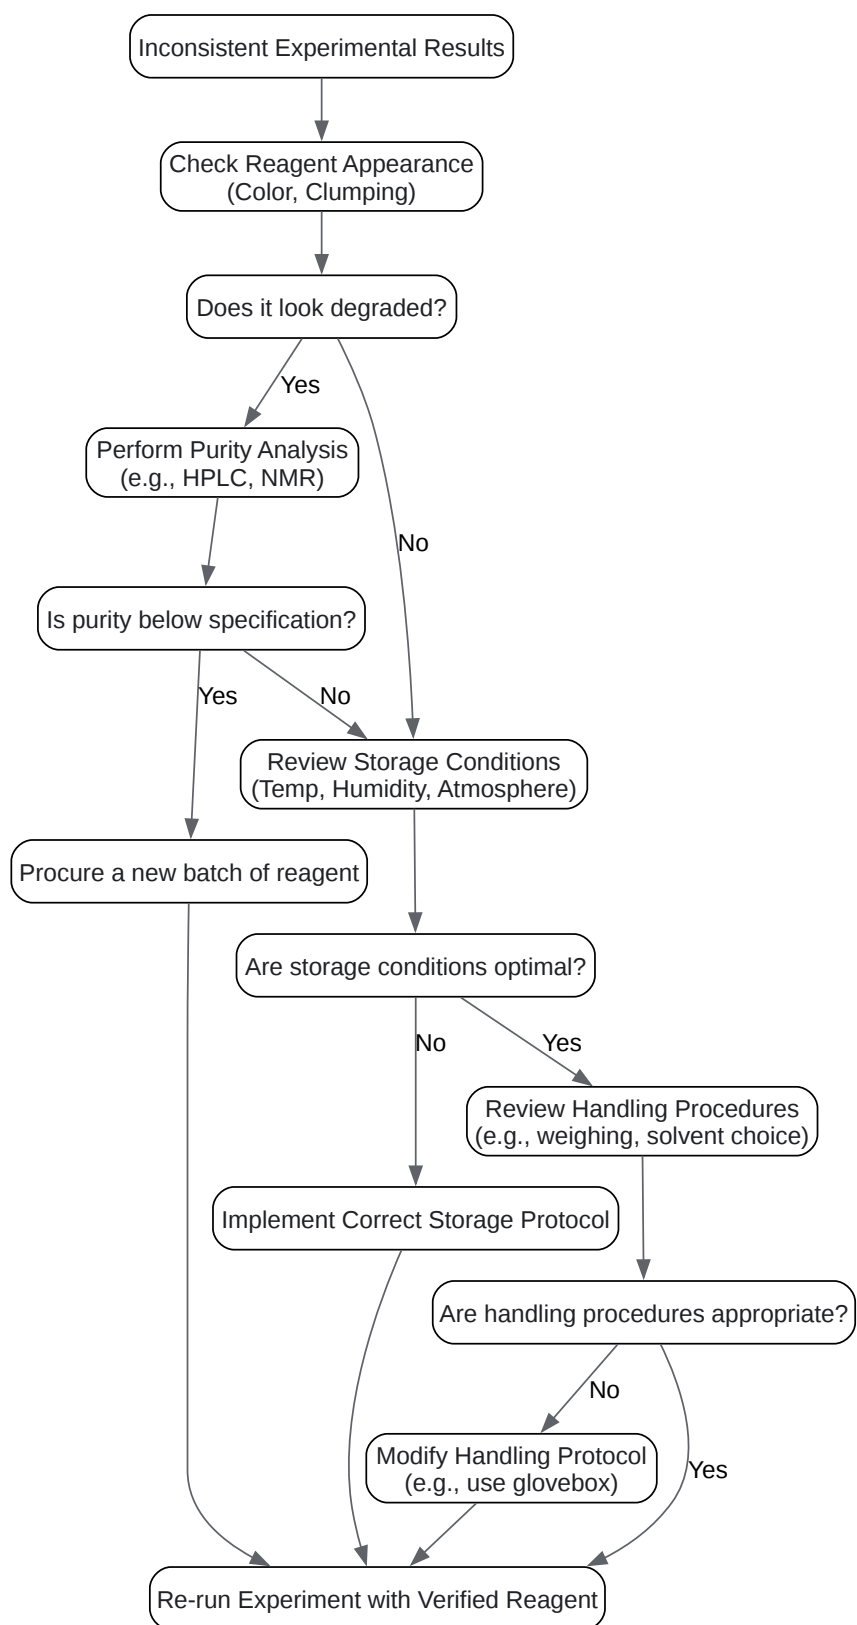 Inconsistent Experimental Results
Check Reagent Appearance
(Color, Clumping)
Does it look degraded?
Yes
Perform Purity Analysis
(e.g., HPLC, NMR)
No
Is purity below specification?
Yes
No
Review Storage Conditions
(Temp, Humidity, Atmosphere)
Procure a new batch of reagent
Are storage conditions optimal?
No
Yes
Review Handling Procedures
(e.g., weighing, solvent choice)
Implement Correct Storage Protocol
Are handling procedures appropriate?
No
Modify Handling Protocol
(e.g., use glovebox)
Yes
Re-run Experiment with Verified Reagent